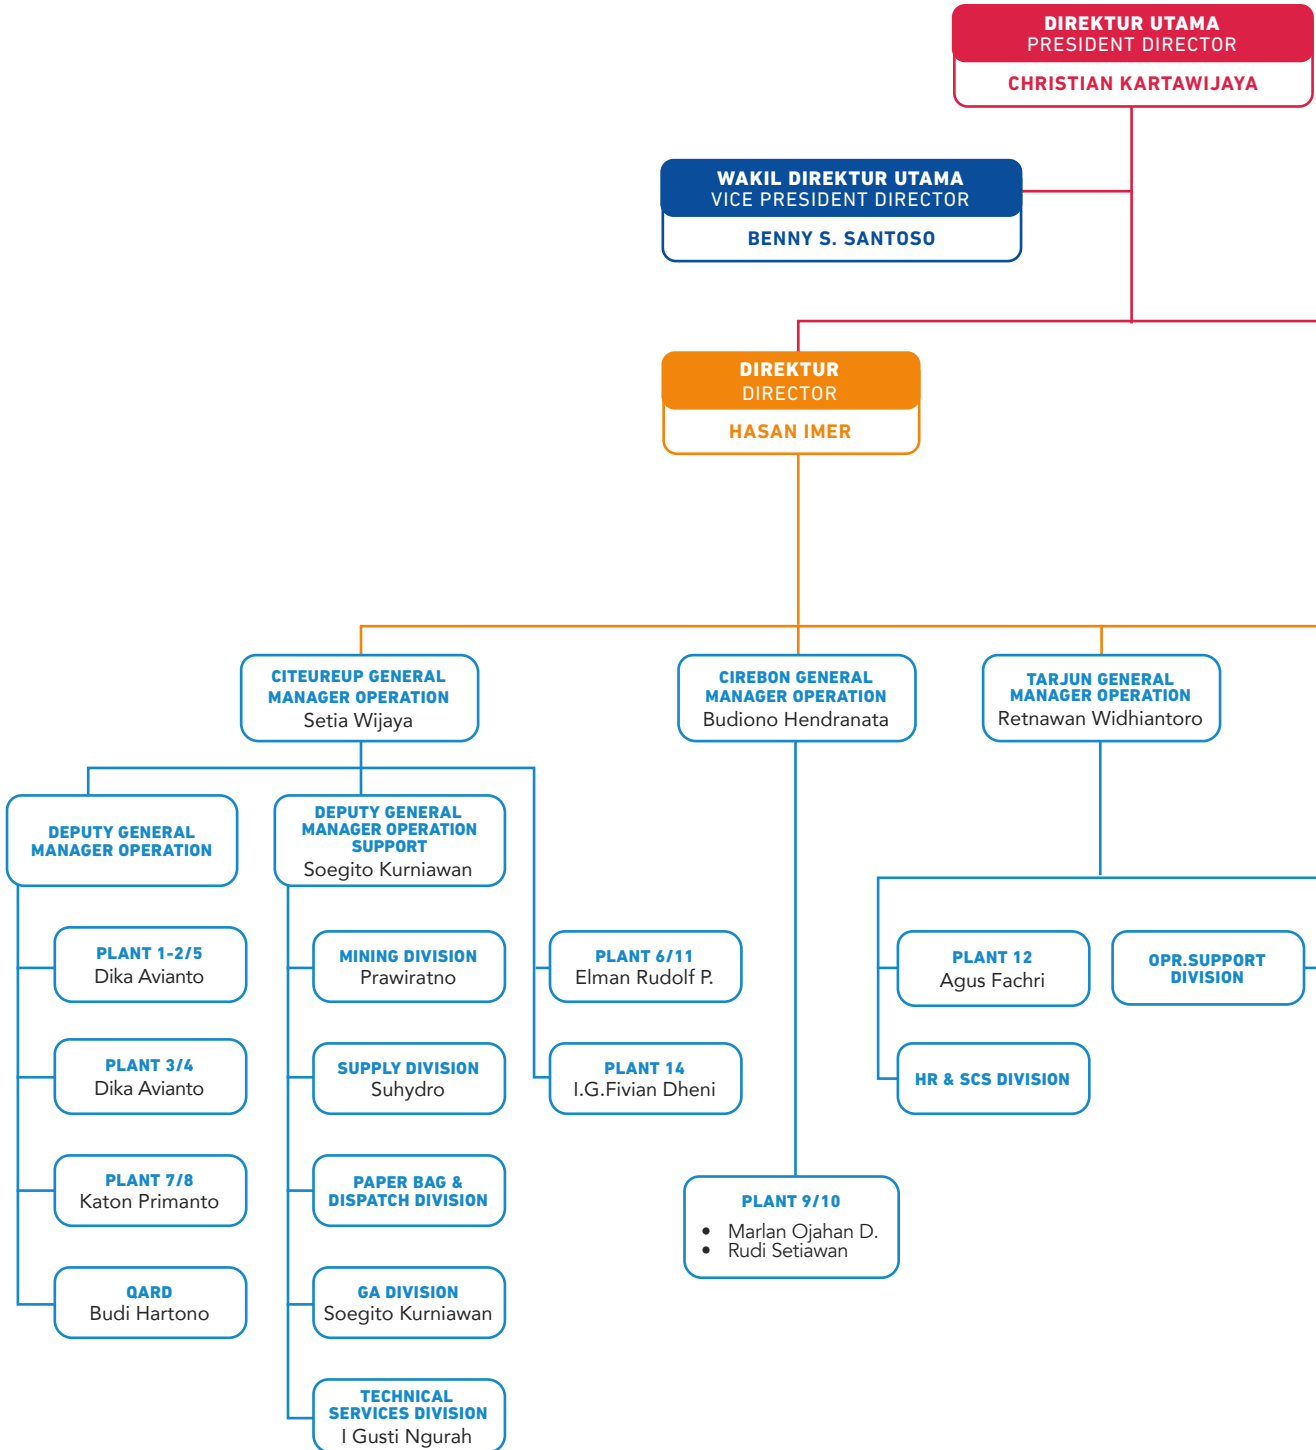 DIREKTUR UTAMA
PRESIDENT DIRECTOR
CHRISTIAN KARTAWIJAYA
WAKIL DIREKTUR UTAMA
VICE PRESIDENT DIRECTOR
BENNY S. SANTOSO
DIREKTUR
DIRECTOR
HASAN IMER
CITEUREUP GENERAL
MANAGER OPERATION
Setia Wijaya
CIREBON GENERAL
MANAGER OPERATION
Budiono Hendranata
TARJUN GENERAL
MANAGER OPERATION
Retnawan Widhiantoro
DEPUTY GENERAL
MANAGER OPERATION
DEPUTY GENERAL
MANAGER OPERATION
SUPPORT
Soegito Kurniawan
PLANT 1-2/5
Dika Avianto
MINING DIVISION
Prawiratno
PLANT 6/11
Elman Rudolf P.
PLANT 12
Agus Fachri
OPR.SUPPORT
DIVISION
PLANT 3/4
Dika Avianto
SUPPLY DIVISION
Suhydro
PLANT 14
I.G.Fivian Dheni
HR & SCS DIVISION
PLANT 7/8
Katon Primanto
PAPER BAG &
DISPATCH DIVISION
PLANT 9/10
• Marlan Ojahan D.
• Rudi Setiawan
QARD
Budi Hartono
GA DIVISION
Soegito Kurniawan
TECHNICAL
SERVICES DIVISION
I Gusti Ngurah